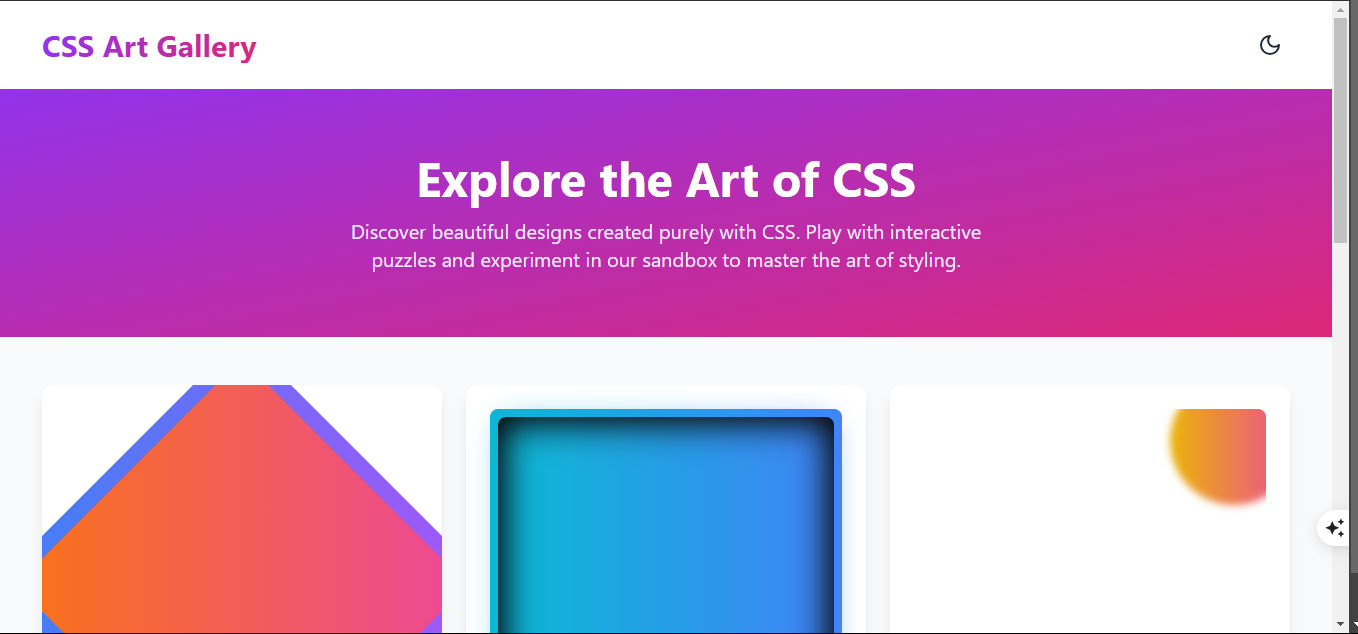 CSS Art Gallery
Explore the Art of CSS
Discover beautiful designs created purely with CSS. Play with interactive
puzzles and experiment in our sandbox to master the art of styling.